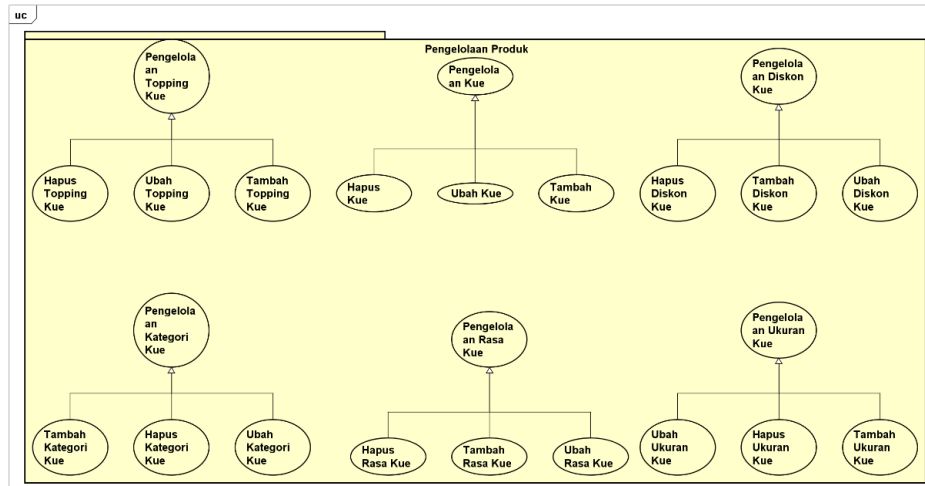 uc
Pengelolaan Produk
Pengelola
an
Topping
Kue
Pengelola
an Kue
Pengelola
an Diskon
Kue
Hapus
Topping
Kue
Ubah
Topping
Kue
Tambah
Topping
Kue
Hapus
Kue
Ubah Kue
Tambah
Kue
Hapus
Diskon
Kue
Tambah
Diskon
Kue
Ubah
Diskon
Kue
Pengelola
an
Kategori
Kue
Pengelola
an Rasa
Kue
Pengelola
an Ukuran
Kue
Tambah
Kategori
Kue
Hapus
Kategori
Kue
Ubah
Kategori
Kue
Hapus
Rasa Kue
Tambah
Rasa Kue
Ubah
Rasa Kue
Ubah
Ukuran
Kue
Hapus
Ukuran
Kue
Tambah
Ukuran
Kue